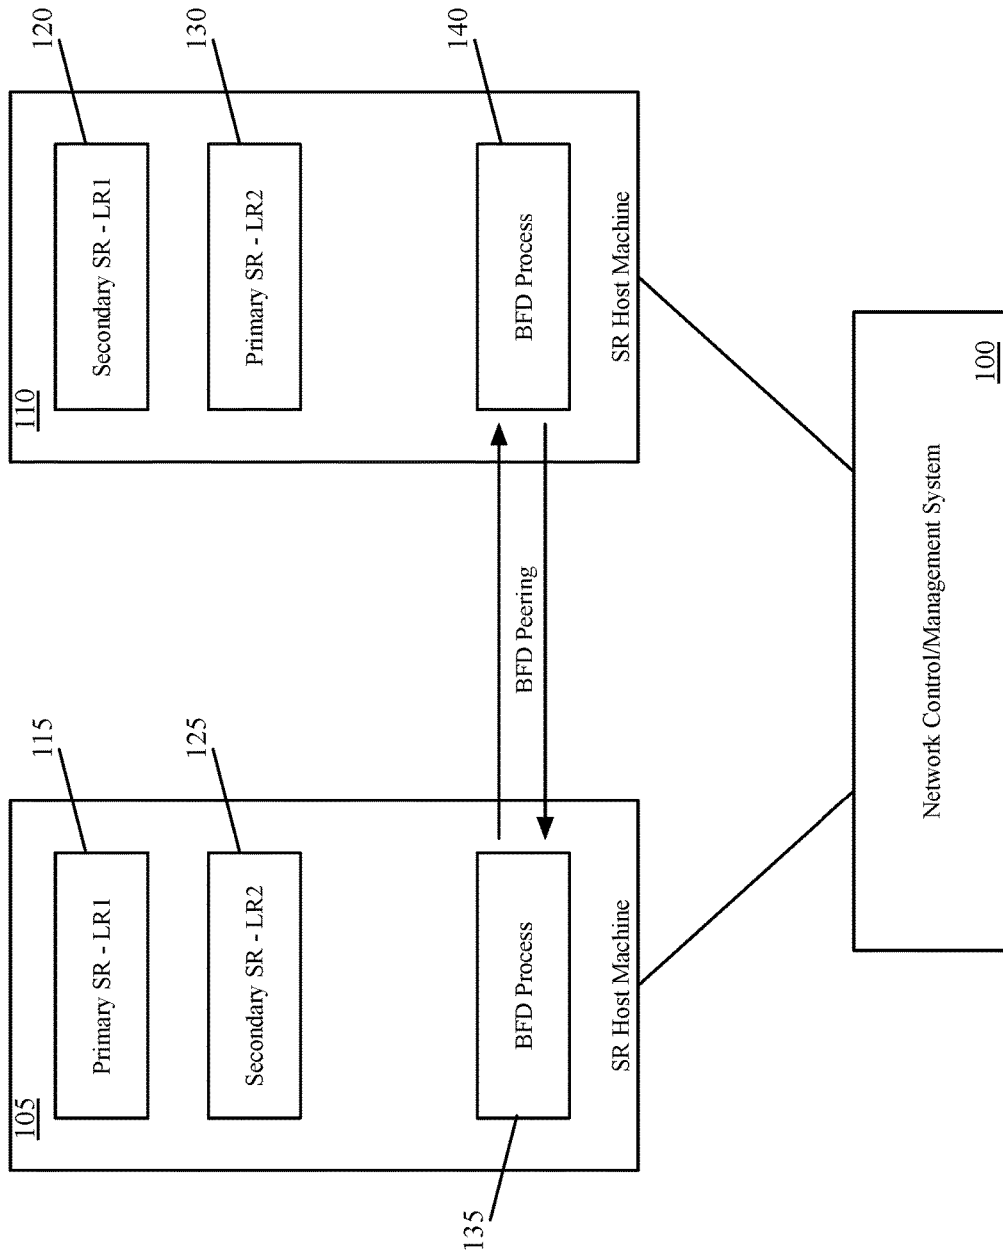 115
120
105
Primary SR - LR1
110
Secondary SR - LR1
125
130
Secondary SR - LR2
Primary SR - LR2
140
BFD Process
BFD Peering
BFD Process
135
SR Host Machine
SR Host Machine
Network Control/Management System
100